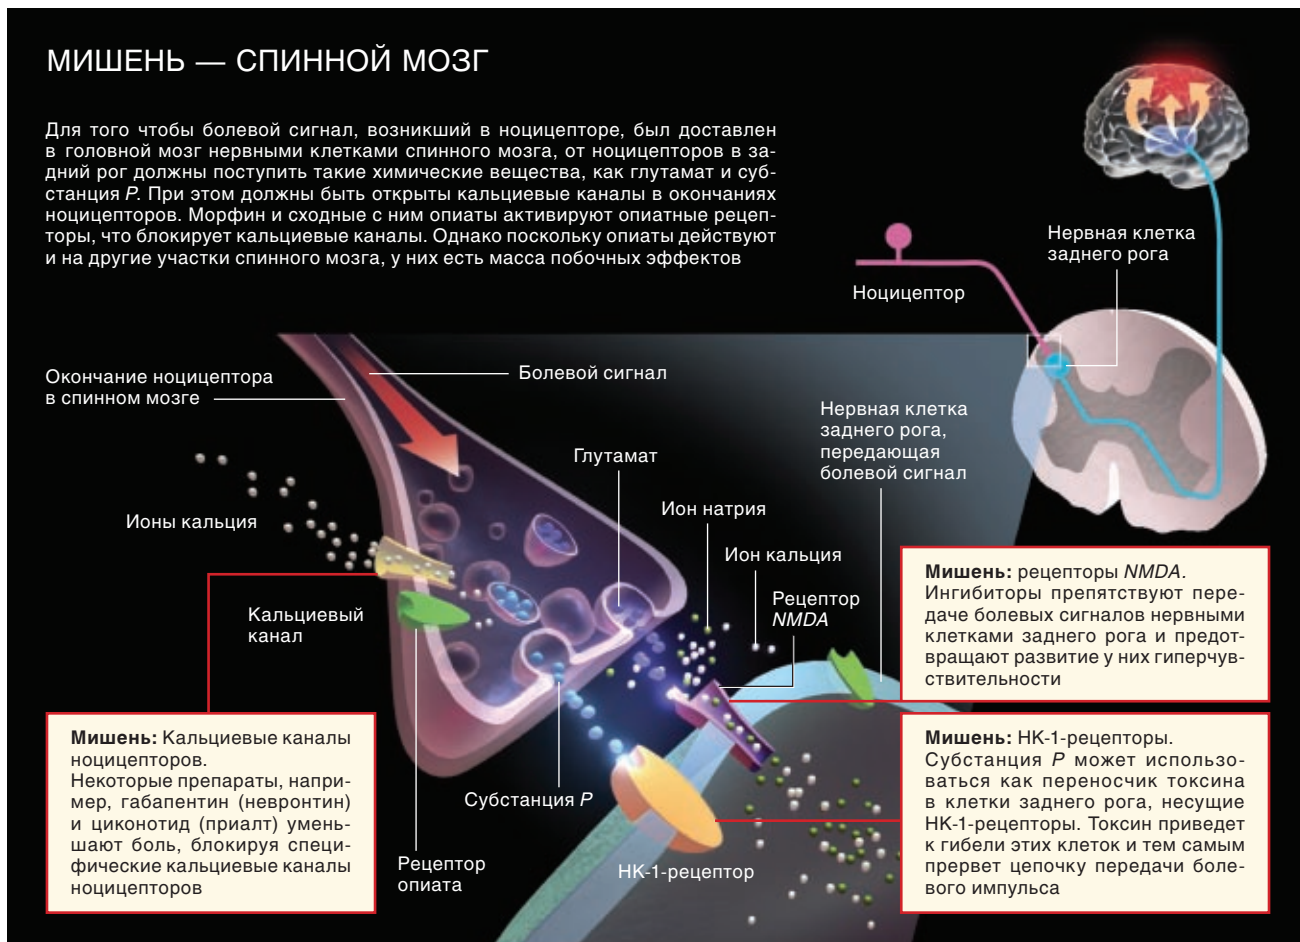 МИШЕНЬ — СПИННОЙ МОЗГ
Для того чтобы болевой сигнал, возникший в ноцицепторе, был доставлен
в головной мозг нервными клетками спинного мозга, от ноцицепторов в за-
дний рог должны поступить такие химические вещества, как глутамат и суб-
станция P. При этом должны быть открыты кальциевые каналы в окончаниях
ноцицепторов. Морфин и сходные с ним опиаты активируют опиатные рецеп-
торы, что блокирует кальциевые каналы. Однако поскольку опиаты действуют
и на другие участки спинного мозга, у них есть масса побочных эффектов
Нервная клетка
заднего рога
Ноцицептор
Окончание ноцицептора
в спинном мозге
Болевой сигнал
Нервная клетка
заднего рога,
передающая
болевой сигнал
Глутамат
Ион натрия
Ионы кальция
Ион кальция
Рецептор
NMDA
Кальциевый
канал
Мишень: рецепторы NMDA.
Ингибиторы препятствуют пере-
даче болевых сигналов нервными
клетками заднего рога и предот-
вращают развитие у них гиперчув-
ствительности
Мишень: Кальциевые каналы
ноцицепторов.
Некоторые препараты, напри-
мер, габапентин (невронтин)
и циконотид (приалт) умень-
шают боль, блокируя специ-
фические кальциевые каналы
ноцицепторов
Субстанция P
Рецептор
опиата
НК-1-рецептор
Мишень: НК-1-рецепторы.
Субстанция P может использо-
ваться как переносчик токсина
в клетки заднего рога, несущие
НК-1-рецепторы. Токсин приведет
к гибели этих клеток и тем самым
прервет цепочку передачи боле-
вого импульса